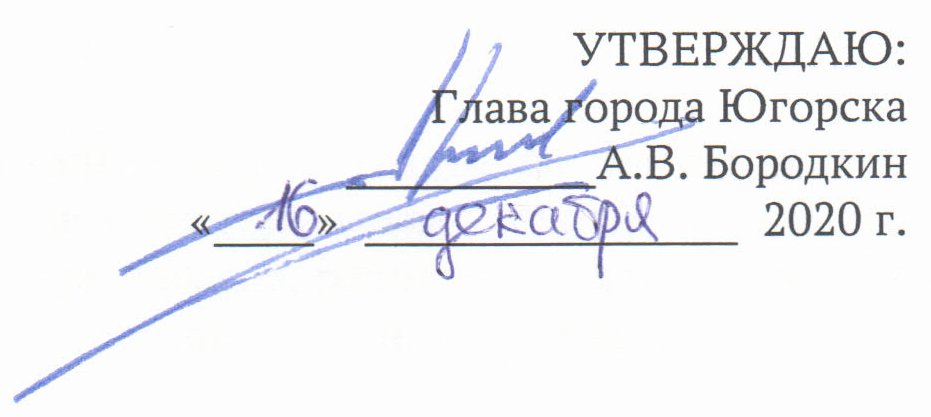 УТВЕРЖДАЮ:
Глава города Югорска
А.В. Бородкин
«16» декабря 2020 г.